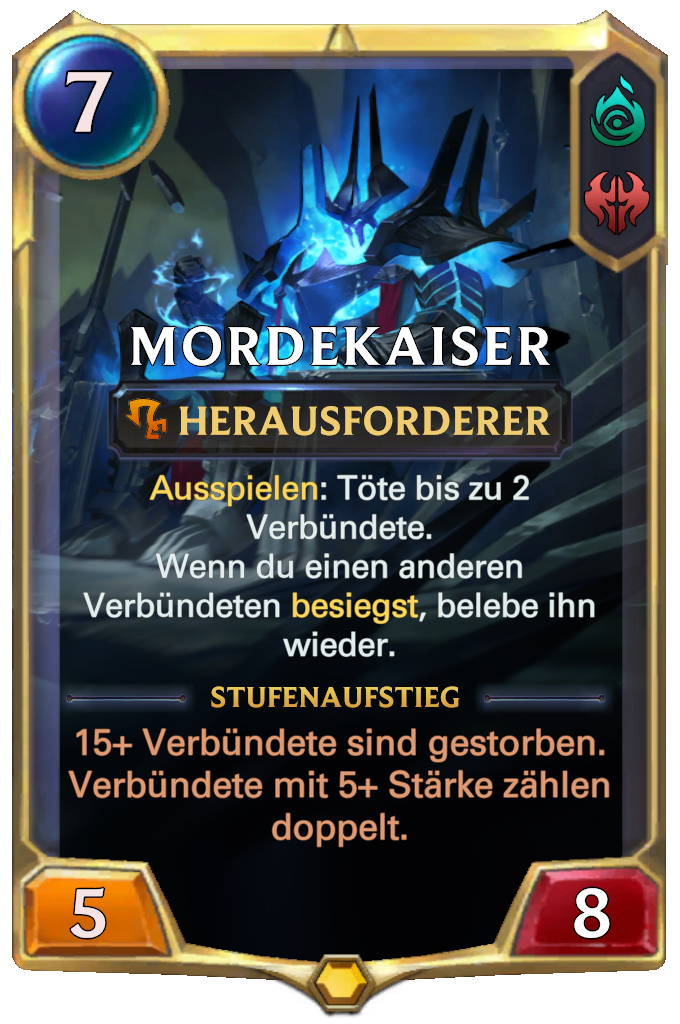 7
MORDEKAISER
HERAUSFORDERER
Ausspielen: Töte bis zu 2
Verbündete.
Wenn du einen anderen
Verbündeten besiegst, belebe ihn
wieder.
STUFENAUFSTIEG
15+ Verbündete sind gestorben.
Verbündete mit 5+ Stärke zählen
doppelt.
5
8